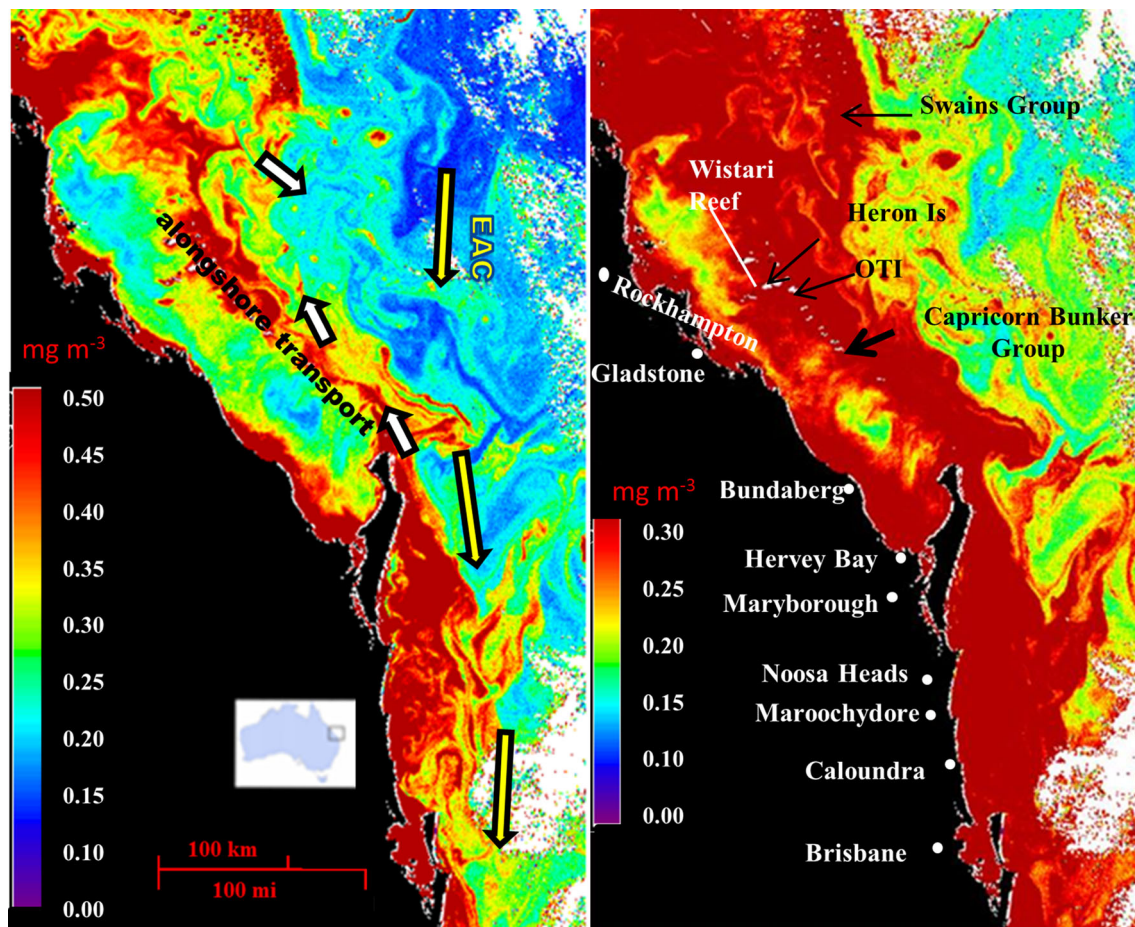 EAC
alongshore transport
mg m-3
0.50
0.45
0.40
0.35
0.30
0.25
0.20
0.15
0.10
0.00
100 km
100 mi
Swains Group
Wistari
Reef
Heron Is
OTI
Rockhampton
Capricorn Bunker
Group
Gladstone
mg m-3
Bundaberg
0.30
0.25
0.20
0.15
0.10
0.00
Hervey Bay
Maryborough
Noosa Heads
Maroochydore
Caloundra
Brisbane